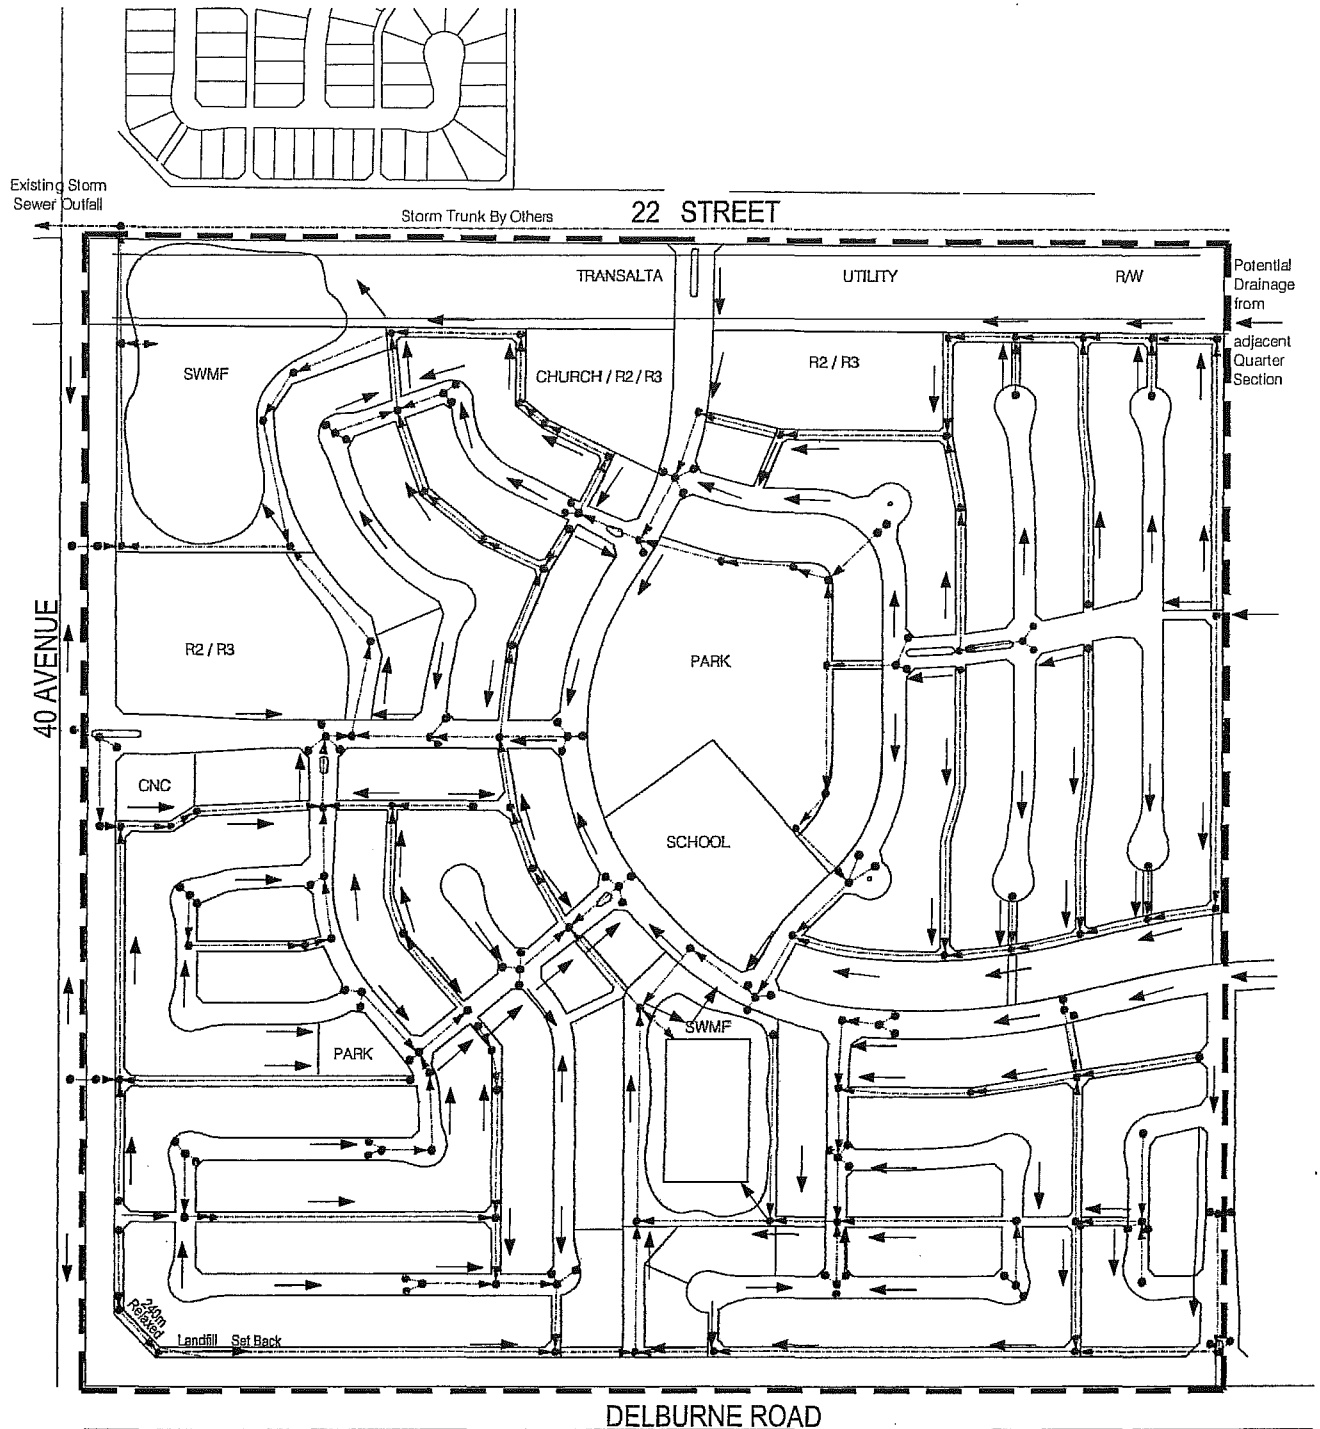 Existing Storm
Sewer Outfall
Storm Trunk By Others
22 STREET
TRANSALTA
UTILITY
R/W
Potential
Drainage
from
adjacent
Quarter
Section
SWMF
CHURCH / R2 / R3
R2 / R3
40 AVENUE
R2 / R3
PARK
CNC
SCHOOL
SWMF
PARK
240m
Relaxed
Landfill Set Back
DELBURNE ROAD